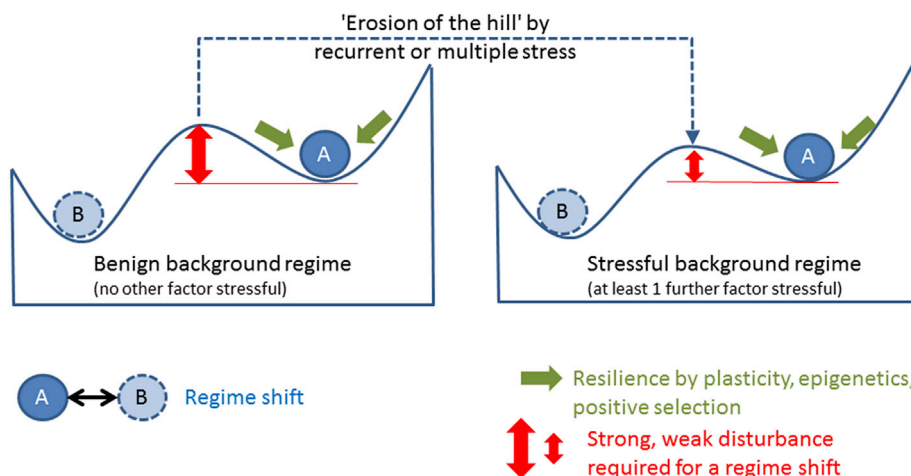 'Erosion of the hill' by
recurrent or multiple stress
A
B
Benign background regime
(no other factor stressful)
A
B
Stressful background regime
(at least 1 further factor stressful)
A
B
Regime shift
Resilience by plasticity, epigenetics,
positive selection
Strong, weak disturbance
required for a regime shift